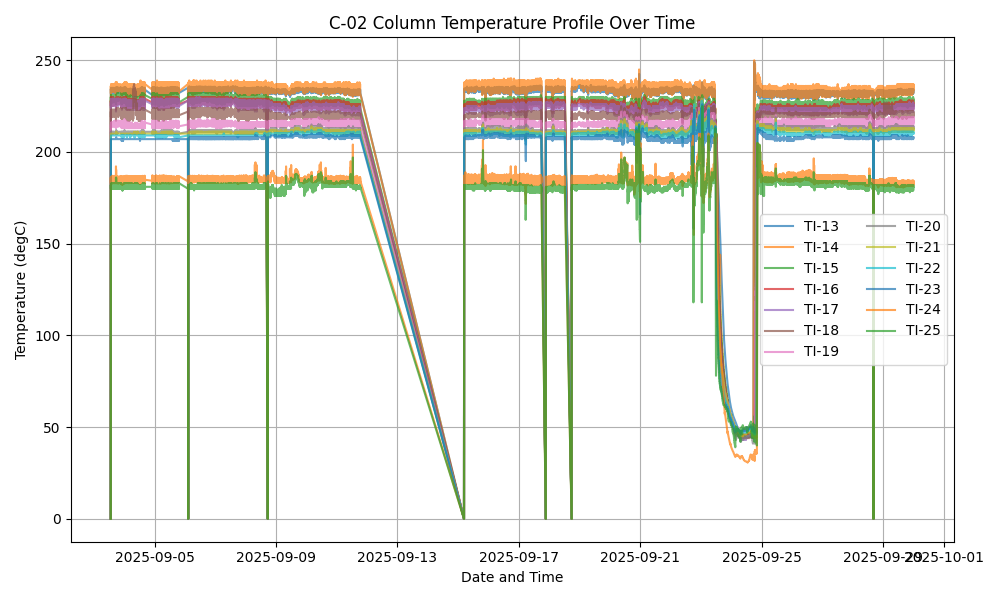 C-02 Column Temperature Profile Over Time
Temperature (degC)
250
200
150
100
50
0
TI-13
TI-14
TI-15
TI-16
TI-17
TI-18
TI-19
TI-20
TI-21
TI-22
TI-23
TI-24
TI-25
2025-09-05
2025-09-09
2025-09-13
2025-09-17
2025-09-21
2025-09-25
2025-09-29
2025-10-01
Date and Time